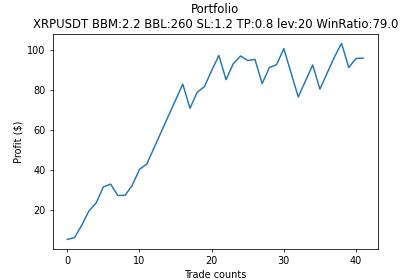 Portfolio
XRPUSDT BBM:2.2 BBL:260 SL:1.2 TP:0.8 lev:20 WinRatio:79.0
100
80
60
40
20
Profit ($)
0 10 20 30 40
Trade counts